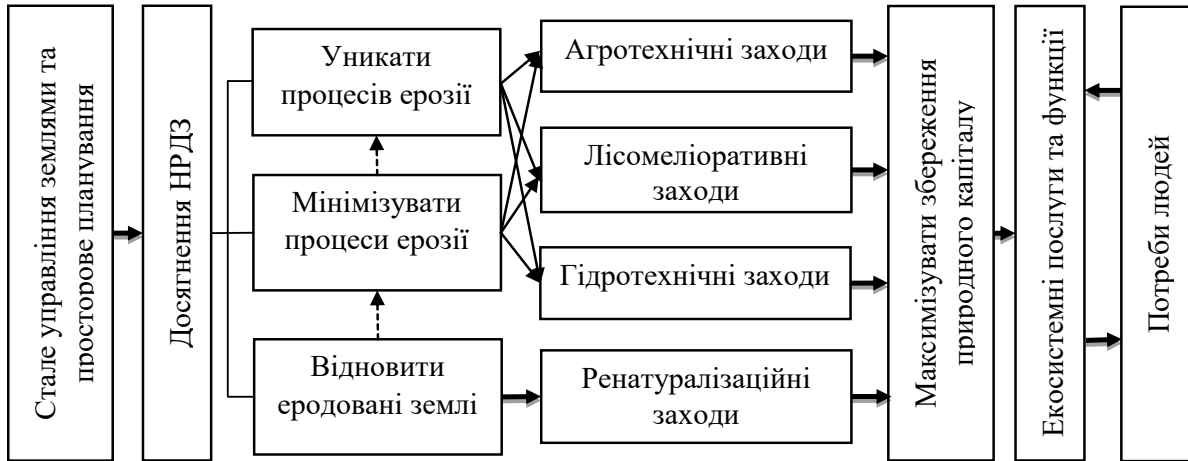 Стале управління землями та
просторове планування
Досягнення НРДЗ
Уникати
процесів ерозії
Мінімізувати
процеси ерозії
Відновити
еродовані землі
Агротехнічні заходи
Лісомеліоративні
заходи
Гідротехнічні заходи
Ренатуралізаційні
заходи
Максимізувати збереження
природного капіталу
Екосистемні послуги та функції
Потреби людей